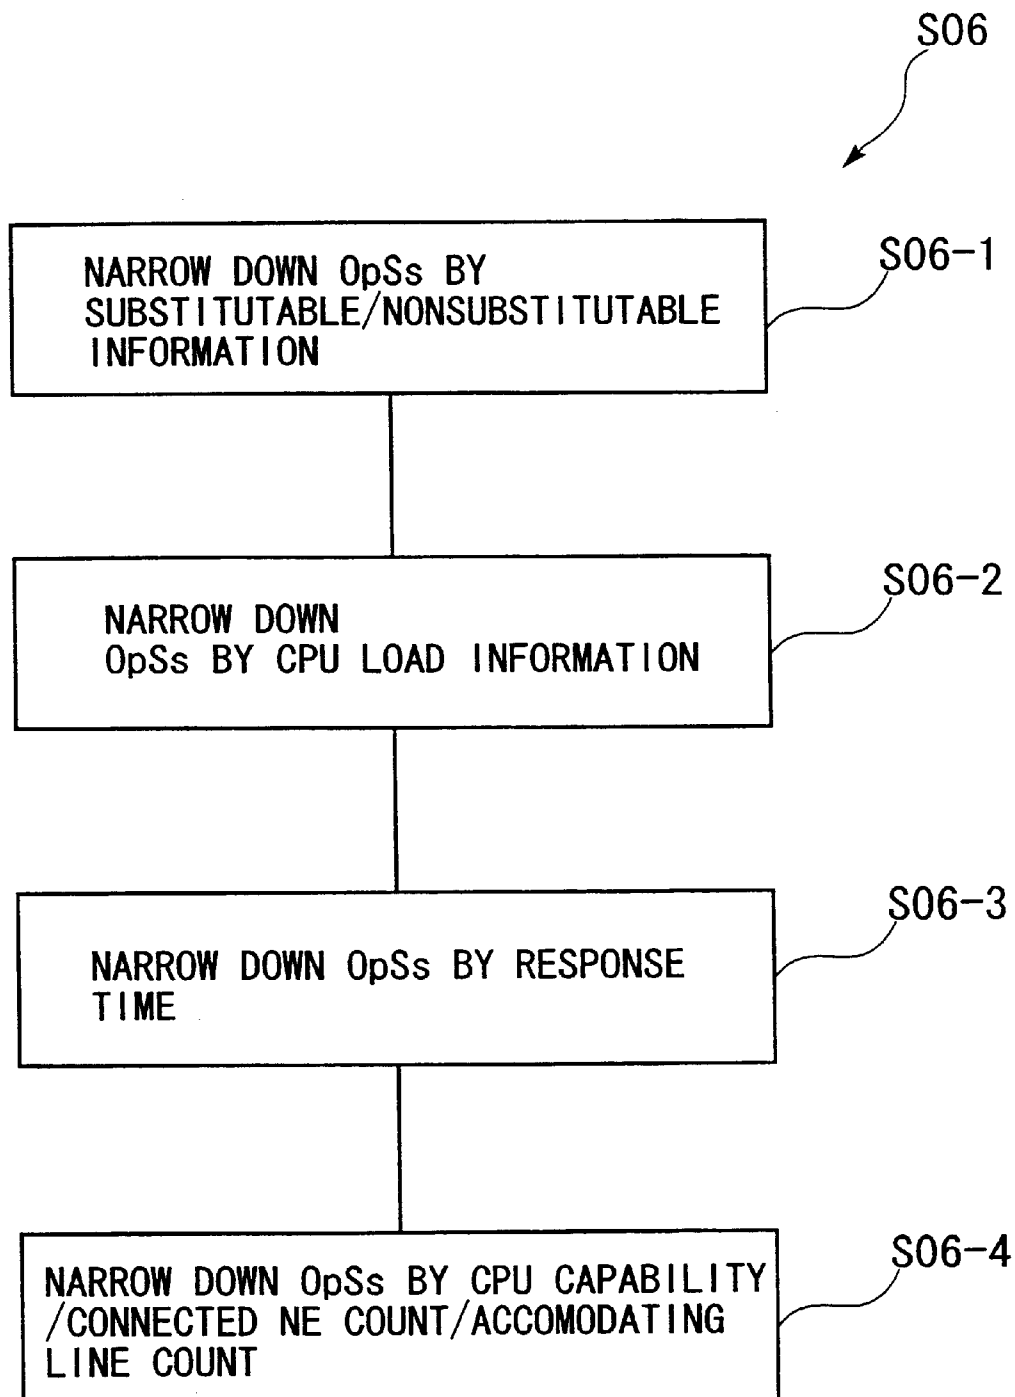 S06
NARROW DOWN OpSs BY
SUBSTITUTABLE/NONSUBSTITUTABLE
INFORMATION
S06-1
NARROW DOWN
OpSs BY CPU LOAD INFORMATION
S06-2
NARROW DOWN OpSs BY RESPONSE
TIME
S06-3
NARROW DOWN OpSs BY CPU CAPABILITY
/CONNECTED NE COUNT/ACCOMODATING
LINE COUNT
S06-4